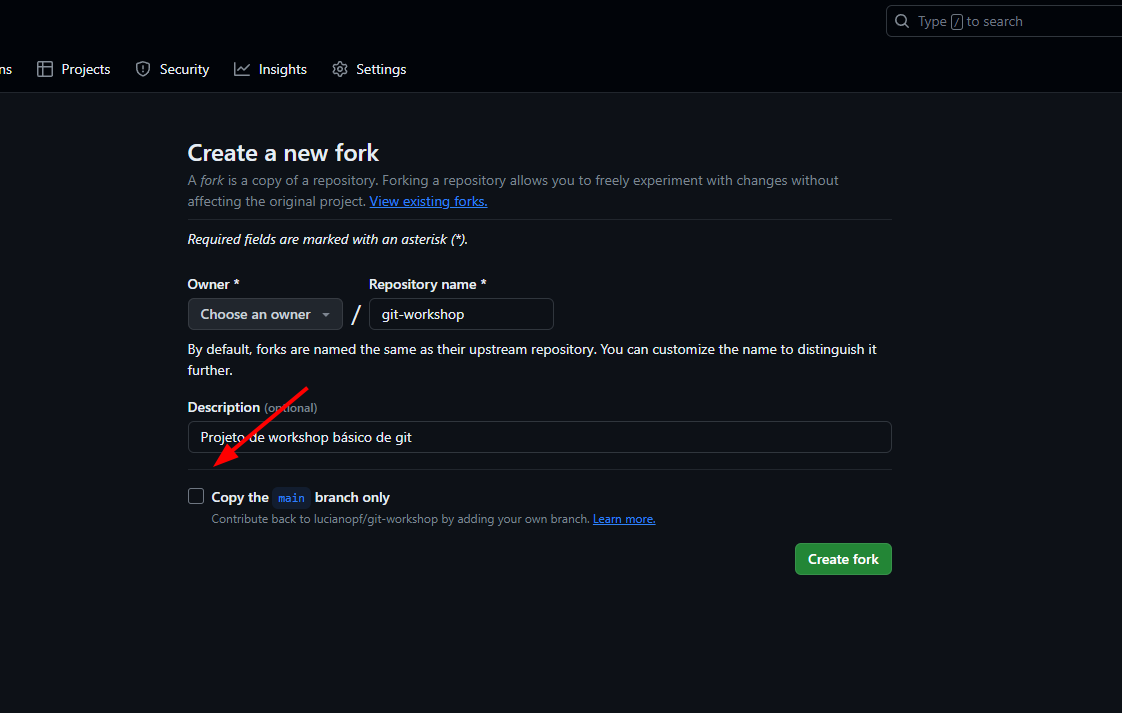 Type / to search
ns Projects Security Insights Settings
Create a new fork
A fork is a copy of a repository. Forking a repository allows you to freely experiment with changes without
affecting the original project. View existing forks.
Required fields are marked with an asterisk (*).
Owner * Repository name *
Choose an owner / git-workshop
By default, forks are named the same as their upstream repository. You can customize the name to distinguish it
further.
Description (optional)
Projeto de workshop básico de git
Copy the main branch only
Contribute back to lucianopf/git-workshop by adding your own branch. Learn more.
Create fork